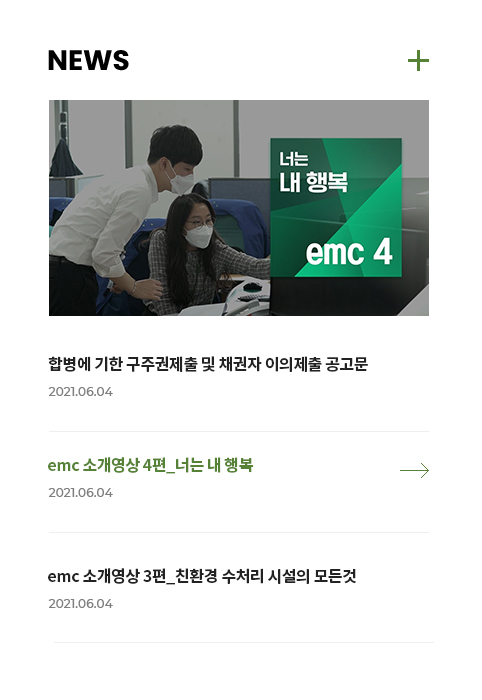 NEWS
너는
내 행복
emc 4
합병에 기한 구주권제출 및 채권자 이의제출 공고문
2021.06.04
emc 소개영상 4편_너는 내 행복
2021.06.04
emc 소개영상 3편_친환경 수처리 시설의 모든것
2021.06.04